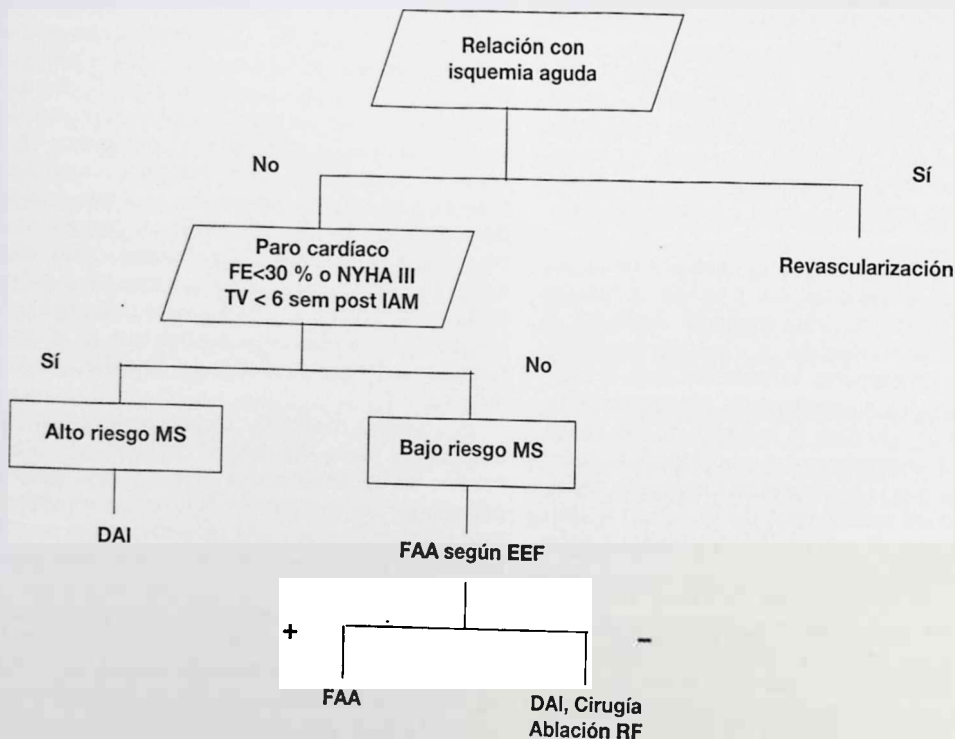 Relación con
isquemia aguda
No
Sí
Paro cardíaco
FE<30 % o NYHA III
TV < 6 sem post IAM
Revascularización
Sí
No
Alto riesgo MS
Bajo riesgo MS
DAI
FAA según EEF
+
–
FAA
DAI, Cirugía
Ablación RF